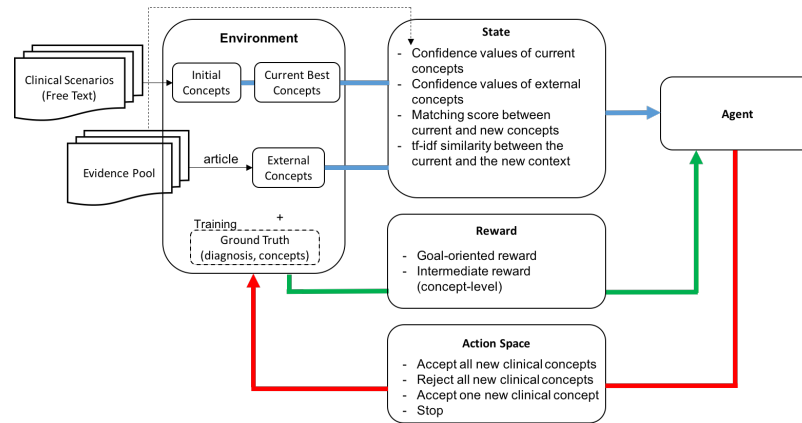 Environment
Clinical Scenarios
(Free Text)
Initial
Concepts
Current Best
Concepts
Evidence Pool
article
External
Concepts
Training
+
Ground Truth
(diagnosis, concepts)
State
- Confidence values of current
concepts
- Confidence values of external
concepts
- Matching score between
current and new concepts
- tf-idf similarity between the
current and the new context
Agent
Reward
- Goal-oriented reward
- Intermediate reward
(concept-level)
Action Space
- Accept all new clinical concepts
- Reject all new clinical concepts
- Accept one new clinical concept
- Stop